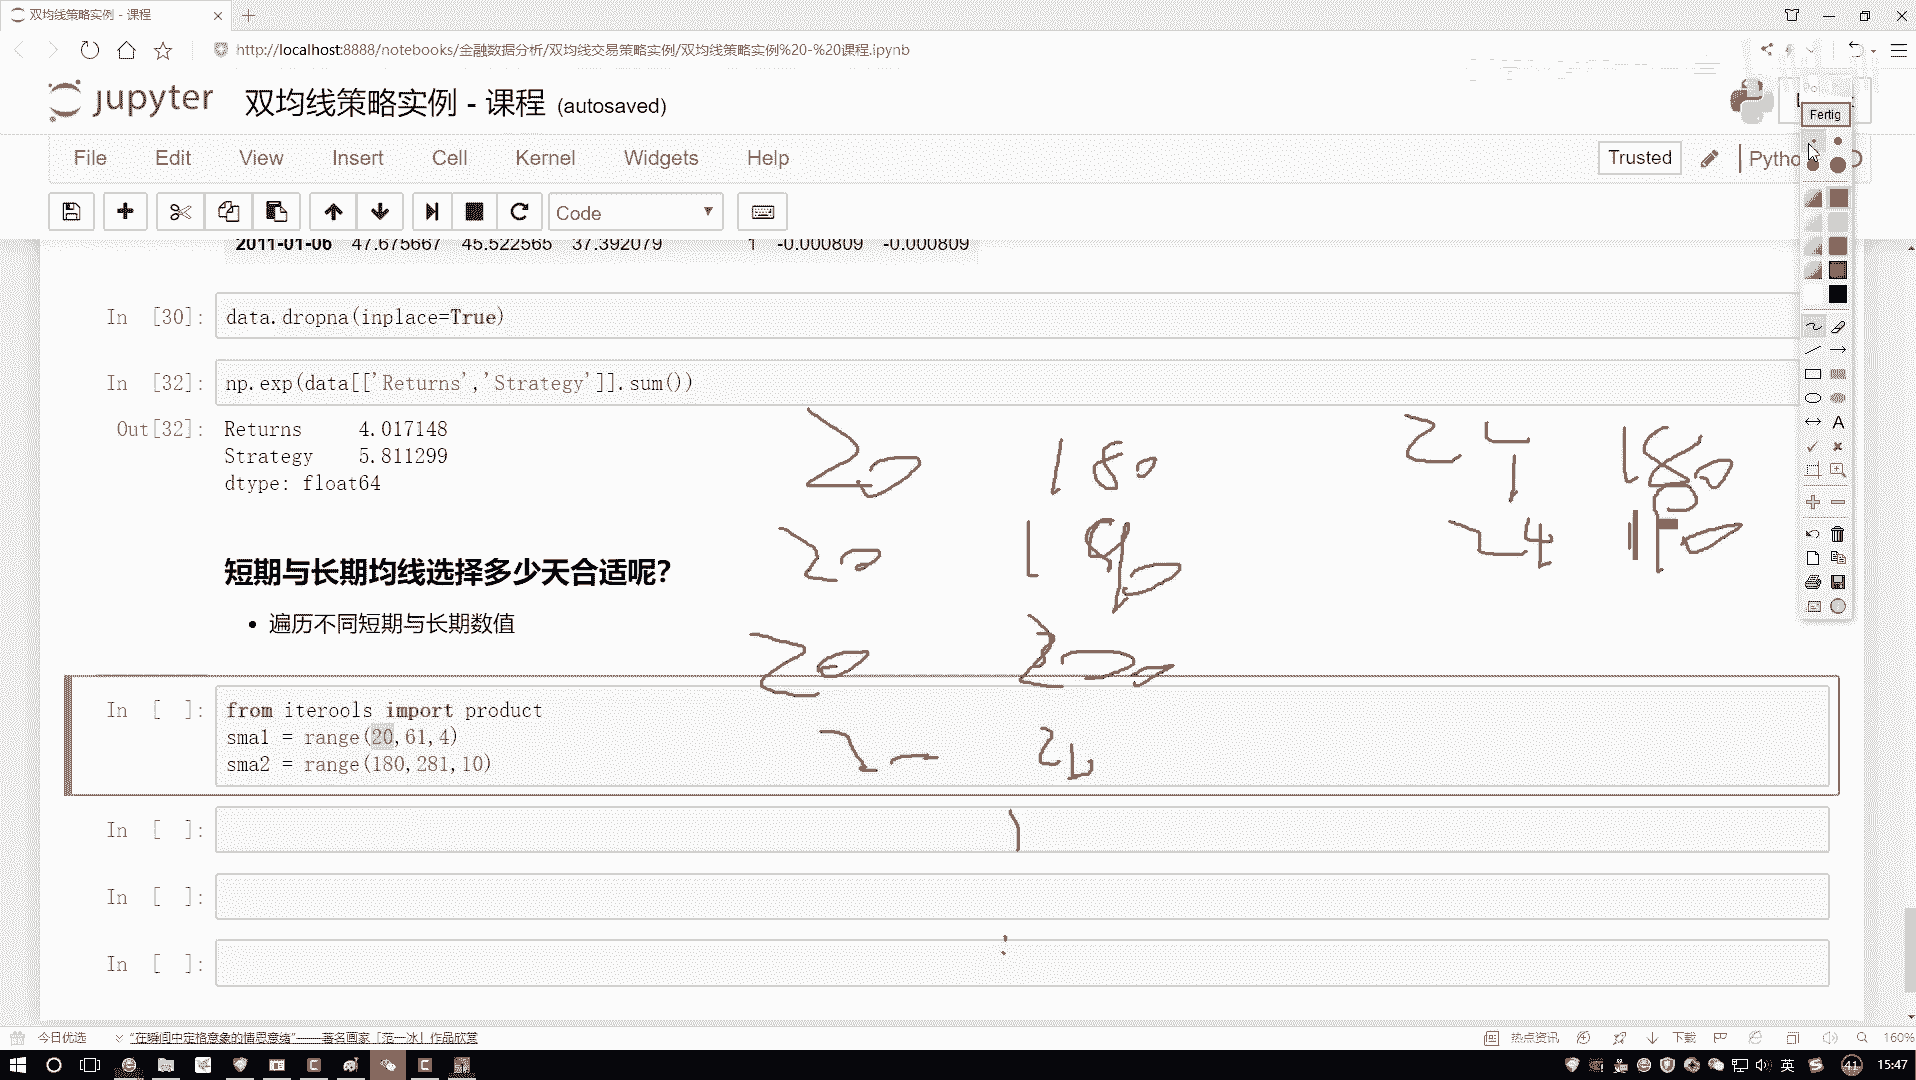 双均线策略实例 - 课程
http://localhost:8888/notebooks/金融数据分析/双均线交易策略实例/双均线策略实例%20-%20课程.ipynb
jupyter 双均线策略实例 - 课程 (autosaved)
Fertig
File Edit View Insert Cell Kernel Widgets Help
Trusted
Pytho
Code
2011-01-06 47.675667 45.522565 37.392079 1 -0.000809 -0.000809
In [30]: data.dropna(inplace=True)
In [32]: np.exp(data[['Returns','Strategy']].sum())
Out[32]: Returns 4.017148
Strategy 5.811299
dtype: float64
20 180 24 180
20 190 24
短期与长期均线选择多少天合适呢?
• 遍历不同短期与长期数值
20 200
In [ ]: from iterools import product
sma1 = range(20,61,4)
sma2 = range(180,281,10)
In [ ]:
In [ ]:
In [ ]:
今日优选 “在瞬间中定格意象的情思意绪”——著名画家「范一冰」作品欣赏 热点资讯 下载 160%
英 41 15:47